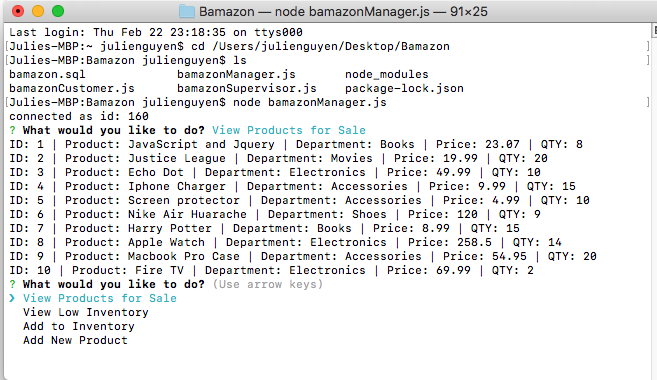 Bamazon — node bamazonManager.js — 91×25
Last login: Thu Feb 22 23:18:35 on ttys000
[Julies-MBP:~ julienguyen$ cd /Users/julienguyen/Desktop/Bamazon ]
[Julies-MBP:Bamazon julienguyen$ ls ]
bamazon.sql bamazonManager.js node_modules
bamazonCustomer.js bamazonSupervisor.js package-lock.json
[Julies-MBP:Bamazon julienguyen$ node bamazonManager.js ]
connected as id: 160
? What would you like to do? View Products for Sale
ID: 1 | Product: JavaScript and Jquery | Department: Books | Price: 23.07 | QTY: 8
ID: 2 | Product: Justice League | Department: Movies | Price: 19.99 | QTY: 20
ID: 3 | Product: Echo Dot | Department: Electronics | Price: 49.99 | QTY: 10
ID: 4 | Product: Iphone Charger | Department: Accessories | Price: 9.99 | QTY: 15
ID: 5 | Product: Screen protector | Department: Accessories | Price: 4.99 | QTY: 10
ID: 6 | Product: Nike Air Huarache | Department: Shoes | Price: 120 | QTY: 9
ID: 7 | Product: Harry Potter | Department: Books | Price: 8.99 | QTY: 15
ID: 8 | Product: Apple Watch | Department: Electronics | Price: 258.5 | QTY: 14
ID: 9 | Product: Macbook Pro Case | Department: Accessories | Price: 54.95 | QTY: 20
ID: 10 | Product: Fire TV | Department: Electronics | Price: 69.99 | QTY: 2
? What would you like to do? (Use arrow keys)
❯ View Products for Sale
View Low Inventory
Add to Inventory
Add New Product